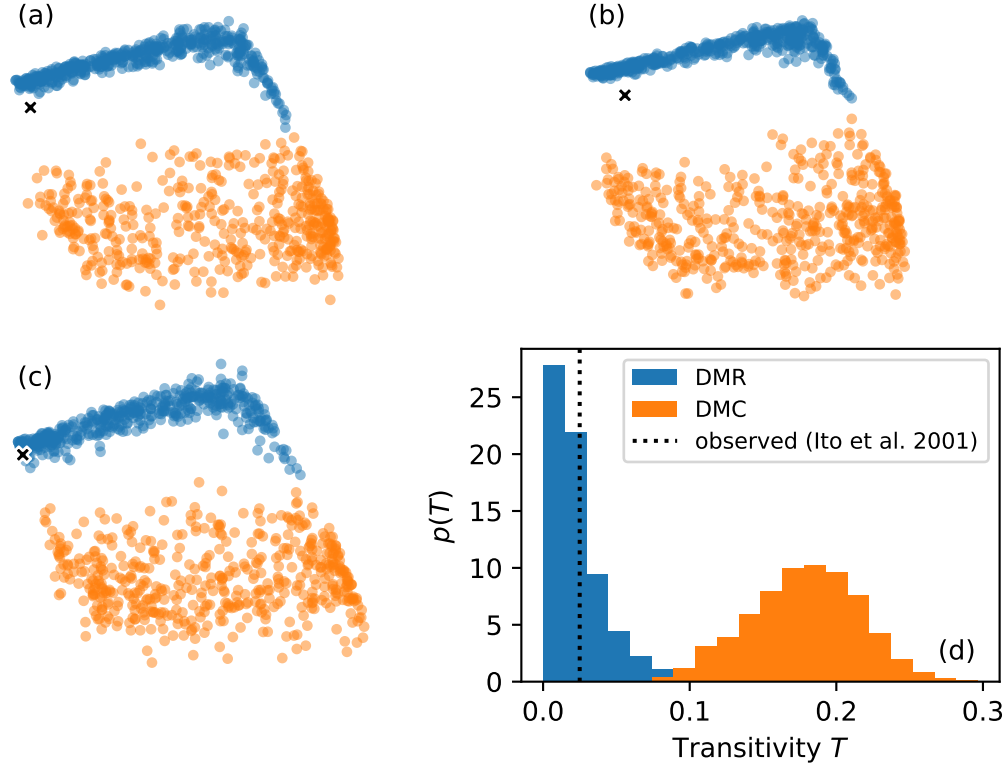 (a)
(b)
(c)
DMR
DMC
observed (Ito et al. 2001)
(d)
p(T)
25
20
15
10
5
0
0.0 0.1 0.2 0.3
Transitivity T